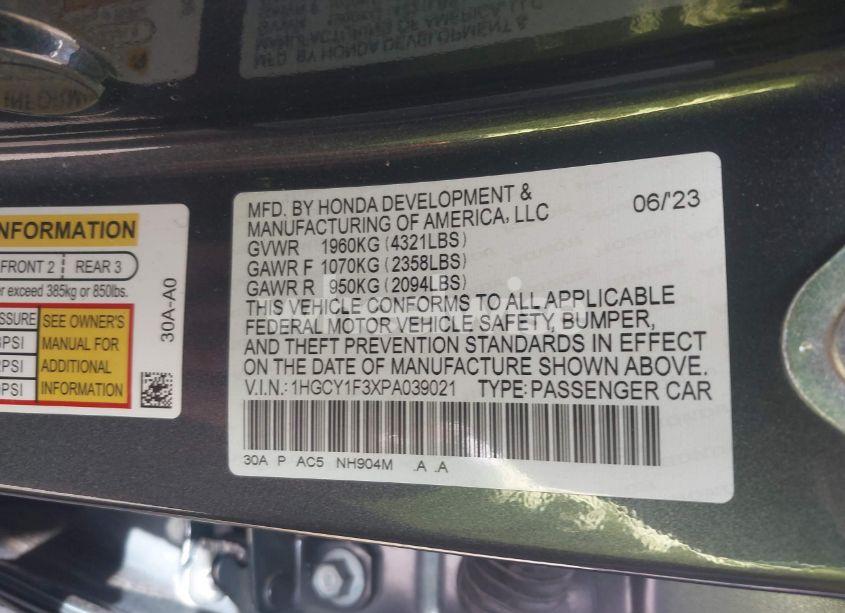 MFD. BY HONDA DEVELOPMENT &
MANUFACTURING OF AMERICA, LLC
06/'23
GVWR 1960KG (4321LBS)
GAWR F 1070KG (2358LBS)
GAWR R 950KG (2094LBS)
THIS VEHICLE CONFORMS TO ALL APPLICABLE
FEDERAL MOTOR VEHICLE SAFETY, BUMPER,
AND THEFT PREVENTION STANDARDS IN EFFECT
ON THE DATE OF MANUFACTURE SHOWN ABOVE.
V.I.N.: 1HGCY1F3XPA039021 TYPE: PASSENGER CAR
30A P AC5 NH904M .A .A
INFORMATION
FRONT 2 REAR 3
exceed 385kg or 850lbs.
SEE OWNER'S
MANUAL FOR
ADDITIONAL
INFORMATION
PSI
PSI
PSI
30A-A0